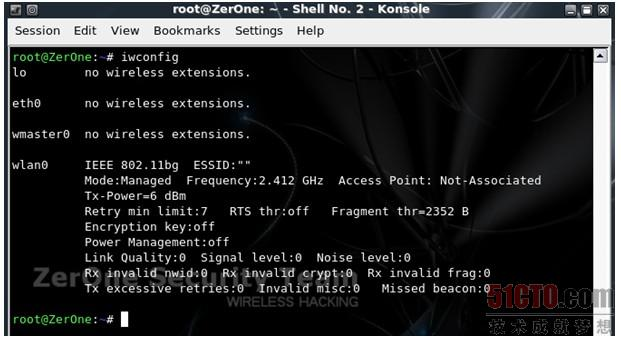 root@ZerOne: ~ - Shell No. 2 - Konsole
Session Edit View Bookmarks Settings Help
root@ZerOne:~# iwconfig
lo        no wireless extensions.
eth0      no wireless extensions.
wmaster0  no wireless extensions.
wlan0     IEEE 802.11bg  ESSID:""
          Mode:Managed  Frequency:2.412 GHz  Access Point: Not-Associated
          Tx-Power=6 dBm
          Retry min limit:7   RTS thr:off   Fragment thr=2352 B
          Encryption key:off
          Power Management:off
          Link Quality:0  Signal level:0  Noise level:0
          Rx invalid nwid:0  Rx invalid crypt:0  Rx invalid frag:0
          Tx excessive retries:0  Invalid misc:0   Missed beacon:0
ZerOne Security Team
WIRELESS HACKING
root@ZerOne:~#
51CTO.com
技术成就梦想